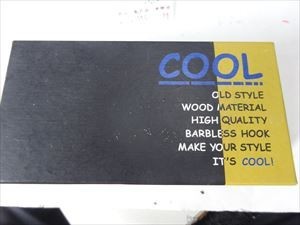 COOL
OLD STYLE
WOOD MATERIAL
HIGH QUALITY
BARBLESS HOOK
MAKE YOUR STYLE
IT'S COOL!